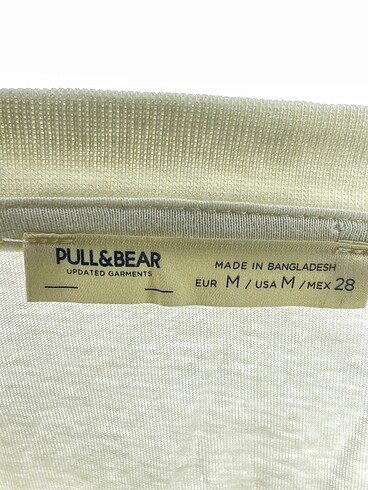 PULL&BEAR
UPDATED GARMENTS
MADE IN BANGLADESH
EUR M / USA M / MEX 28